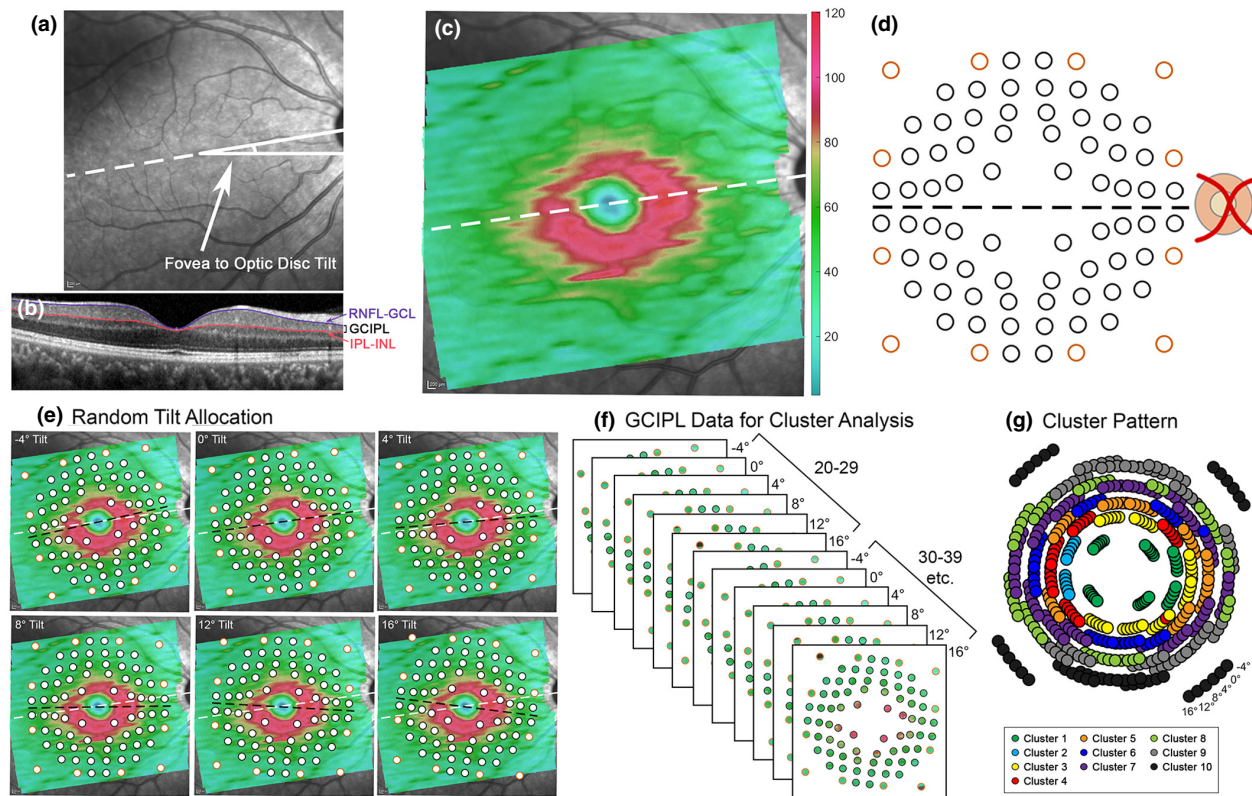 (a)
Fovea to Optic Disc Tilt
(b)
RNFL-GCL
GCIPL
IPL-INL
(c)
120
100
80
60
40
20
200 µm
(d)
(e) Random Tilt Allocation
-4° Tilt
0° Tilt
4° Tilt
8° Tilt
12° Tilt
16° Tilt
(f) GCIPL Data for Cluster Analysis
-4°
0°
4°
8°
12°
16°
-4°
0°
4°
8°
12°
16°
20-29
30-39
etc.
(g) Cluster Pattern
-4°
0°
4°
8°
12°
16°
Cluster 1
Cluster 2
Cluster 3
Cluster 4
Cluster 5
Cluster 6
Cluster 7
Cluster 8
Cluster 9
Cluster 10